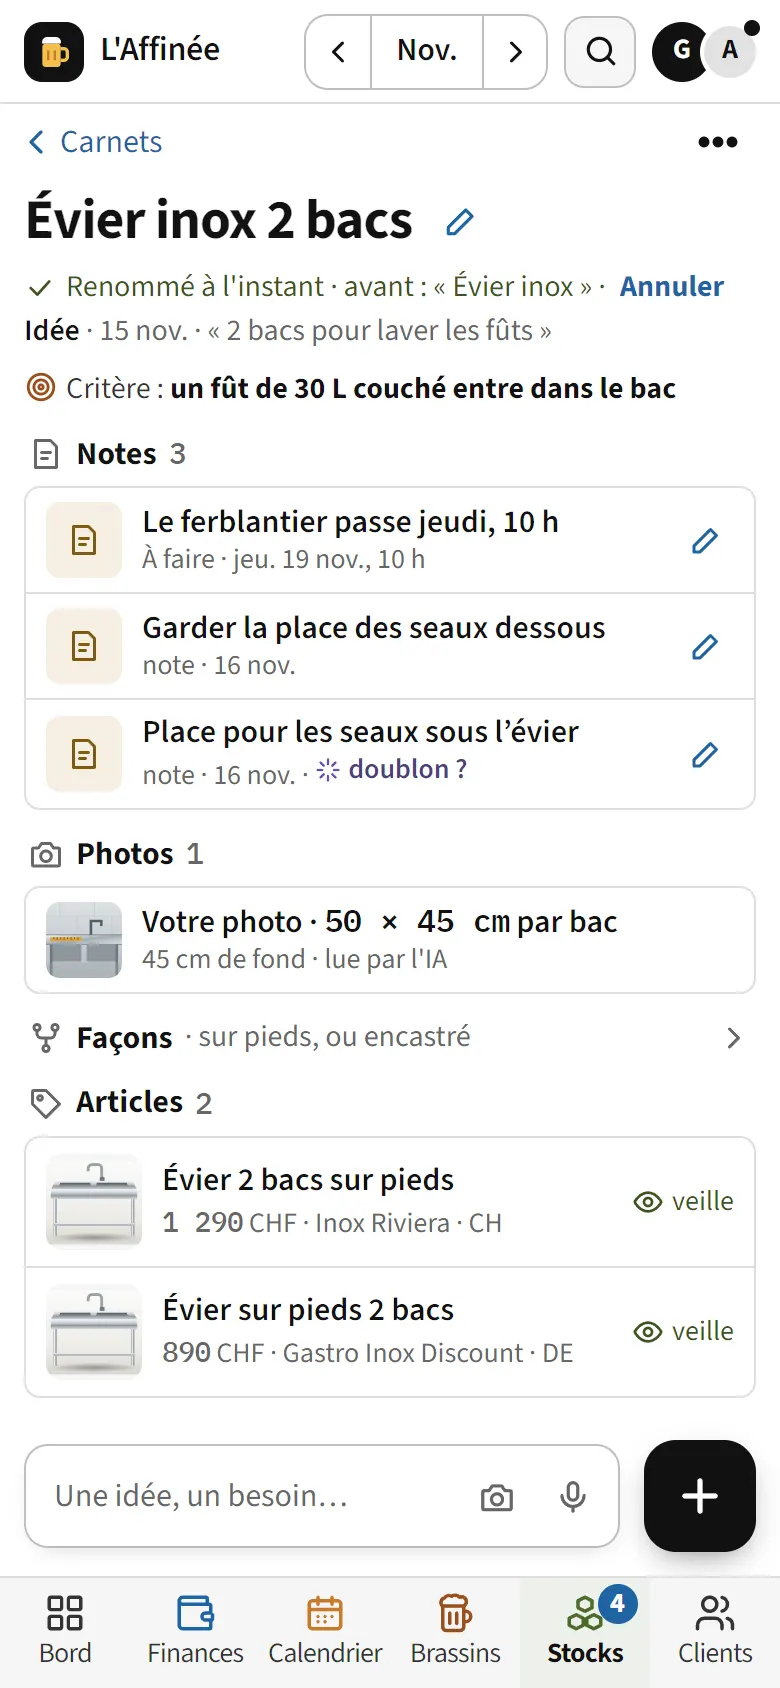 L'Affinée
Nov.
G
A
Carnets
Évier inox 2 bacs
Renommé à l'instant · avant : « Évier inox » · Annuler
Idée · 15 nov. · « 2 bacs pour laver les fûts »
Critère : un fût de 30 L couché entre dans le bac
Notes 3
Le ferblantier passe jeudi, 10 h
À faire · jeu. 19 nov., 10 h
Garder la place des seaux dessous
note · 16 nov.
Place pour les seaux sous l’évier
note · 16 nov. · doublon ?
Photos 1
Votre photo · 50 × 45 cm par bac
45 cm de fond · lue par l'IA
Façons · sur pieds, ou encastré
Articles 2
Évier 2 bacs sur pieds
1 290 CHF · Inox Riviera · CH
veille
Évier sur pieds 2 bacs
890 CHF · Gastro Inox Discount · DE
veille
Une idée, un besoin…
4
Bord
Finances
Calendrier
Brassins
Stocks
Clients